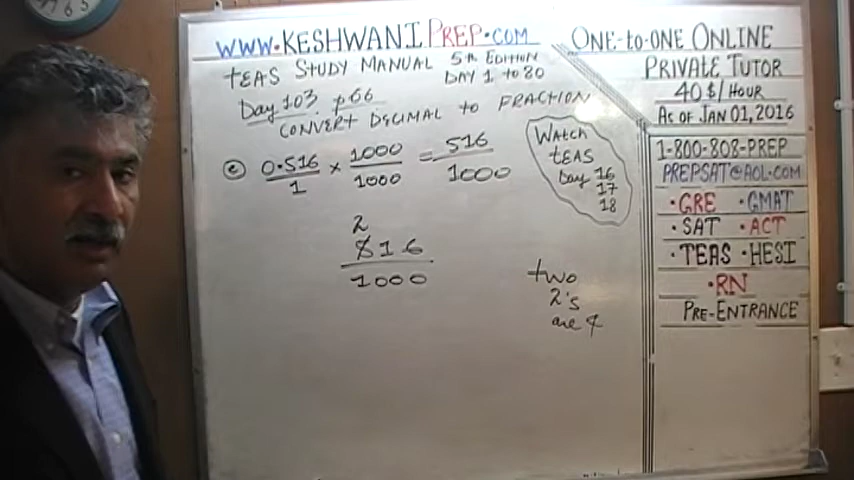 WWW.KESHWANIPREP.COM
TEAS STUDY MANUAL 5th EDITION
DAY 1 to 80
Day 103. p66
CONVERT DECIMAL to FRACTION
c 0.516/1 x 1000/1000 = 516/1000
2
516
1000
Watch
tEAS
Day 16
17
18
two
2's
are 4
ONE-to-ONE ONLINE
PRIVATE TUTOR
40$/HOUR
AS OF JAN 01,2016
1-800-808-PREP
PREPSAT@AOL.COM
•GRE •GMAT
•SAT •ACT
•TEAS •HESI
•RN
PRE-ENTRANCE